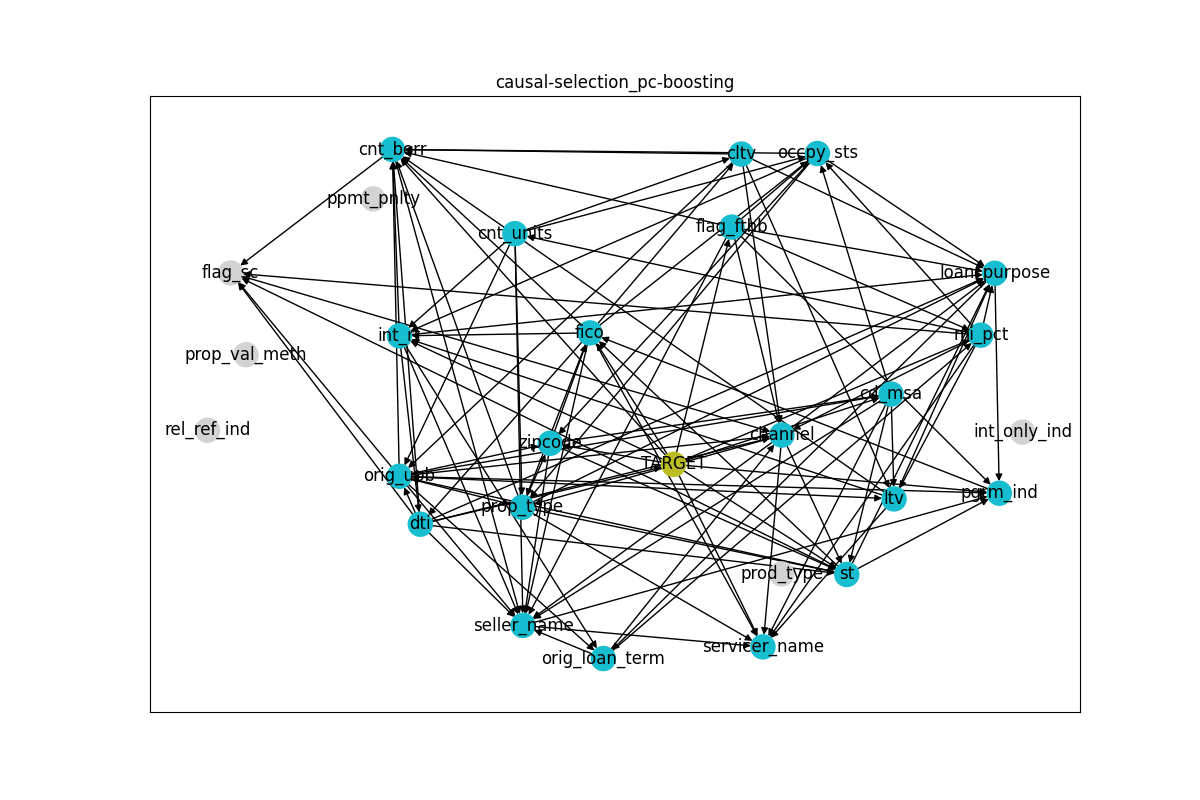 causal-selection_pc-boosting
cnt_borr
cltv
occpy_sts
ppmt_pnlty
flag_fthb
cnt_units
flag_sc
loan_purpose
int_rt
fico
mi_pct
prop_val_meth
cd_msa
rel_ref_ind
int_only_ind
channel
zipcode
TARGET
orig_upb
pgm_ind
ltv
prop_type
dti
prod_type
st
seller_name
servicer_name
orig_loan_term